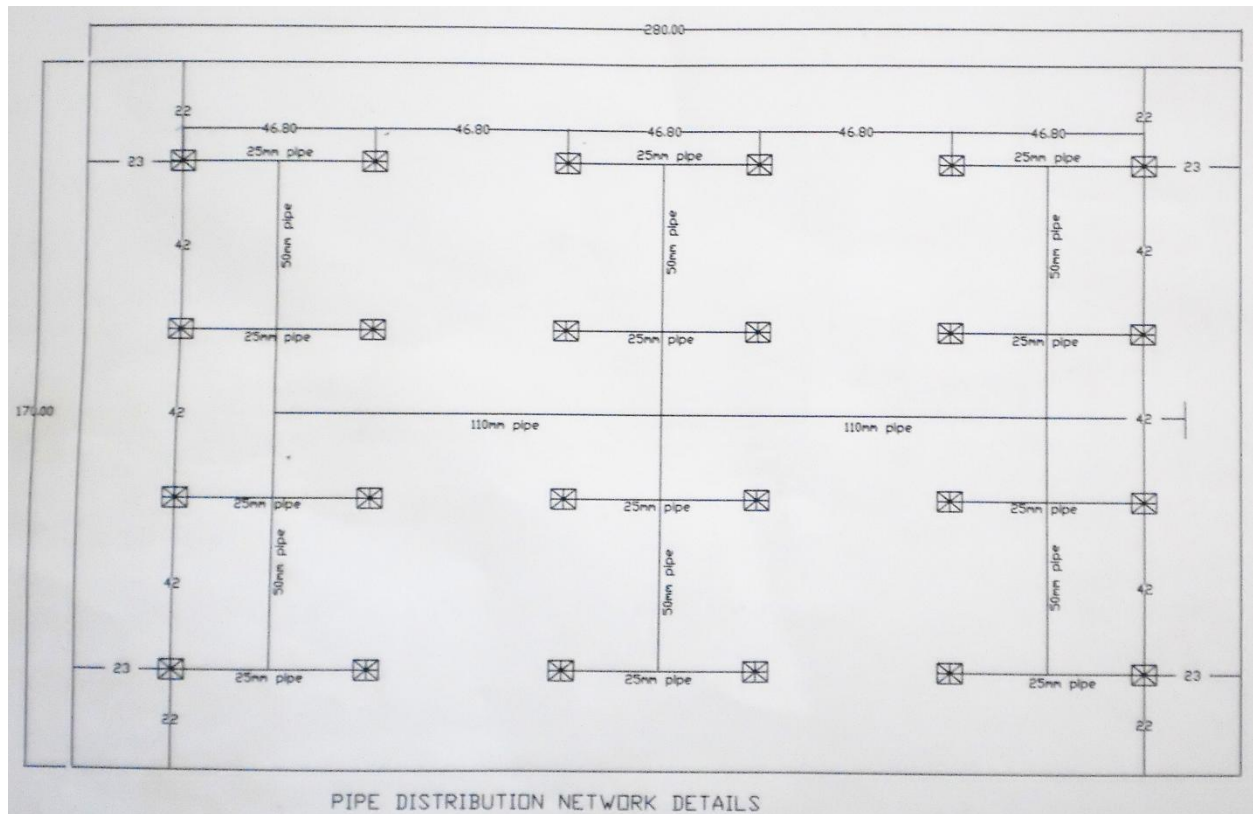 280.00
22
22
46.80 46.80 46.80 46.80 46.80
25mm pipe 25mm pipe 25mm pipe
23
23
50mm pipe 50mm pipe 50mm pipe
42
42
25mm pipe 25mm pipe 25mm pipe
170.00
42
42
110mm pipe 110mm pipe
25mm pipe 25mm pipe 25mm pipe
50mm pipe 50mm pipe 50mm pipe
42
42
23
23
25mm pipe 25mm pipe 25mm pipe
22
22
PIPE DISTRIBUTION NETWORK DETAILS